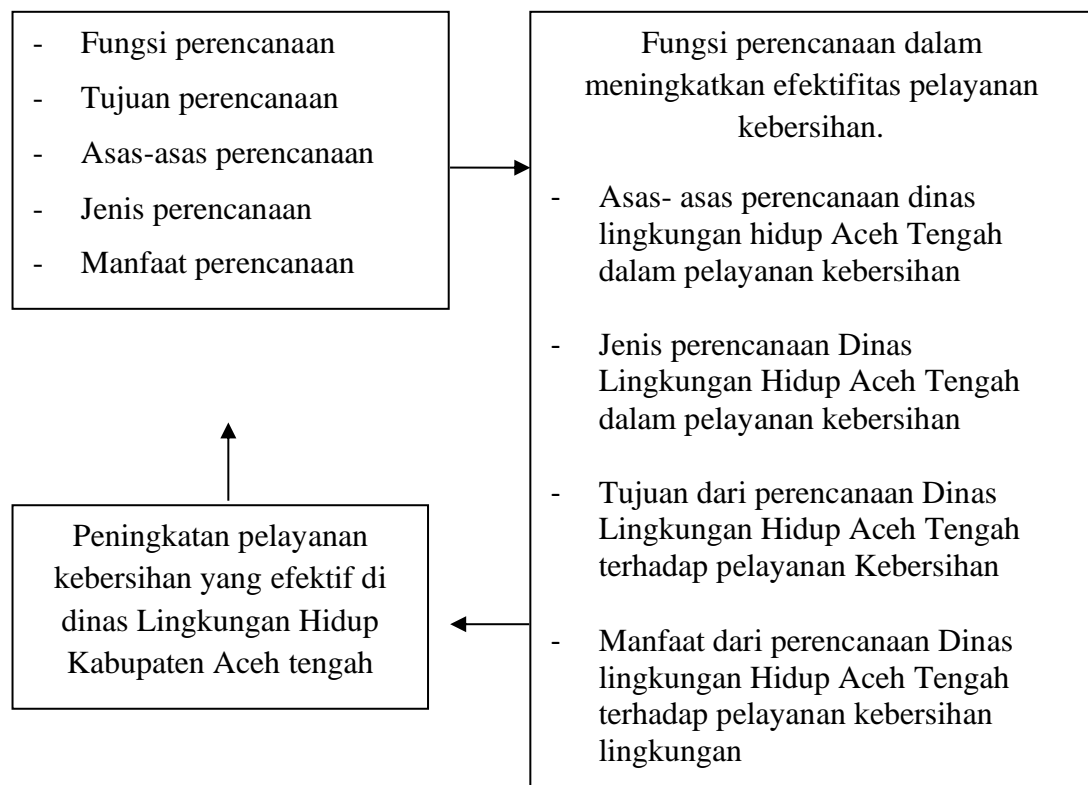 - Fungsi perencanaan
- Tujuan perencanaan
- Asas-asas perencanaan
- Jenis perencanaan
- Manfaat perencanaan
Fungsi perencanaan dalam
meningkatkan efektifitas pelayanan
kebersihan.
- Asas- asas perencanaan dinas
lingkungan hidup Aceh Tengah
dalam pelayanan kebersihan
- Jenis perencanaan Dinas
Lingkungan Hidup Aceh Tengah
dalam pelayanan kebersihan
- Tujuan dari perencanaan Dinas
Lingkungan Hidup Aceh Tengah
terhadap pelayanan Kebersihan
- Manfaat dari perencanaan Dinas
lingkungan Hidup Aceh Tengah
terhadap pelayanan kebersihan
lingkungan
Peningkatan pelayanan
kebersihan yang efektif di
dinas Lingkungan Hidup
Kabupaten Aceh tengah